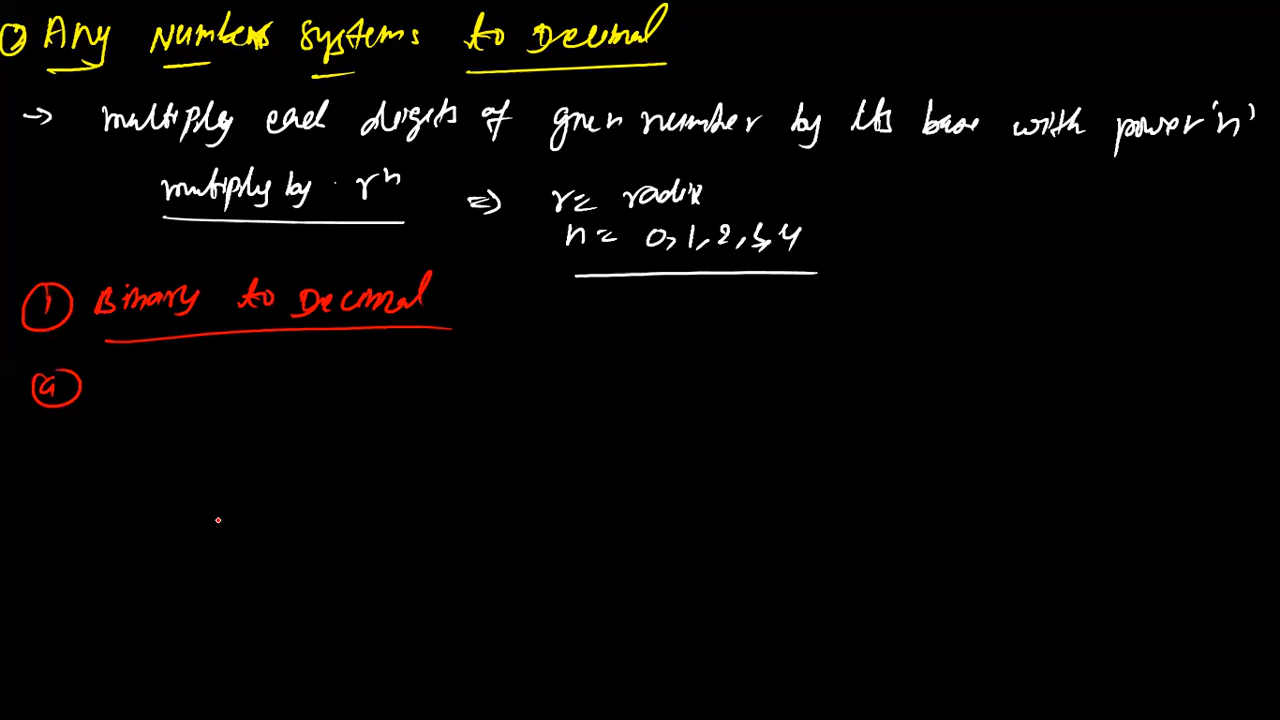 Any Numbers systems to Decimal
→ multiply each digits of given number by its base with power 'n'
multiply by r^n ⇒ r = radix
n = 0, 1, 2, 3, 4
① Binary to Decimal
ⓐ